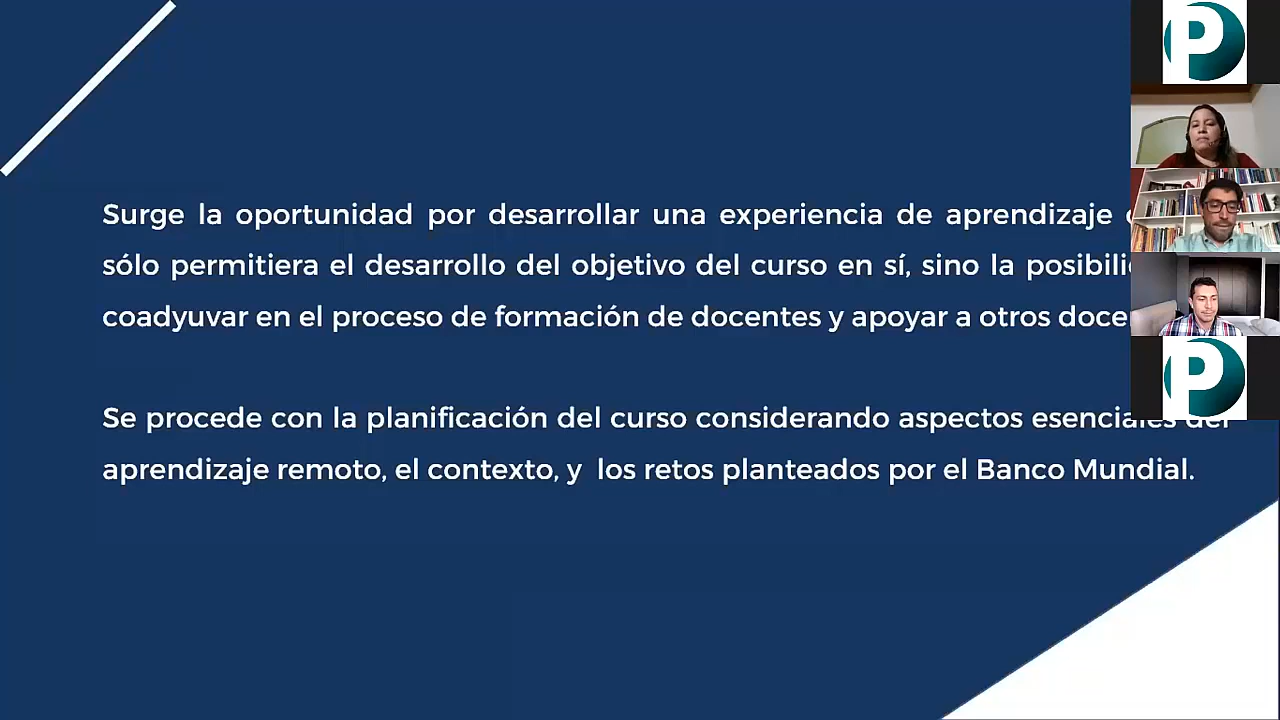 Surge la oportunidad por desarrollar una experiencia de aprendizaje
sólo permitiera el desarrollo del objetivo del curso en sí, sino la
coadyuvar en el proceso de formación de docentes y apoyar a otros
Se procede con la planificación del curso considerando aspectos esenciales del
aprendizaje remoto, el contexto, y los retos planteados por el Banco Mundial.
P
P